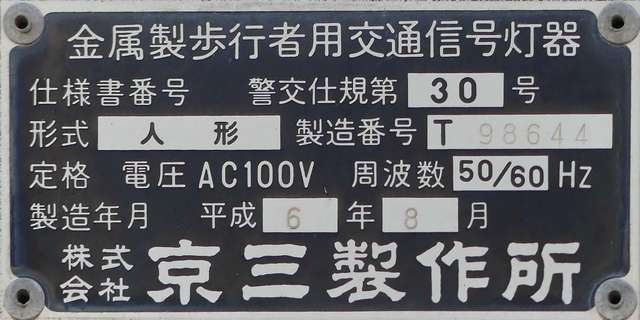 金属製歩行者用交通信号灯器
仕様書番号 警交仕規第 30 号
形式 人形 製造番号 T 98644
定格 電圧 AC100V 周波数 50/60 Hz
製造年月 平成 6 年 8 月
株式会社 京三製作所